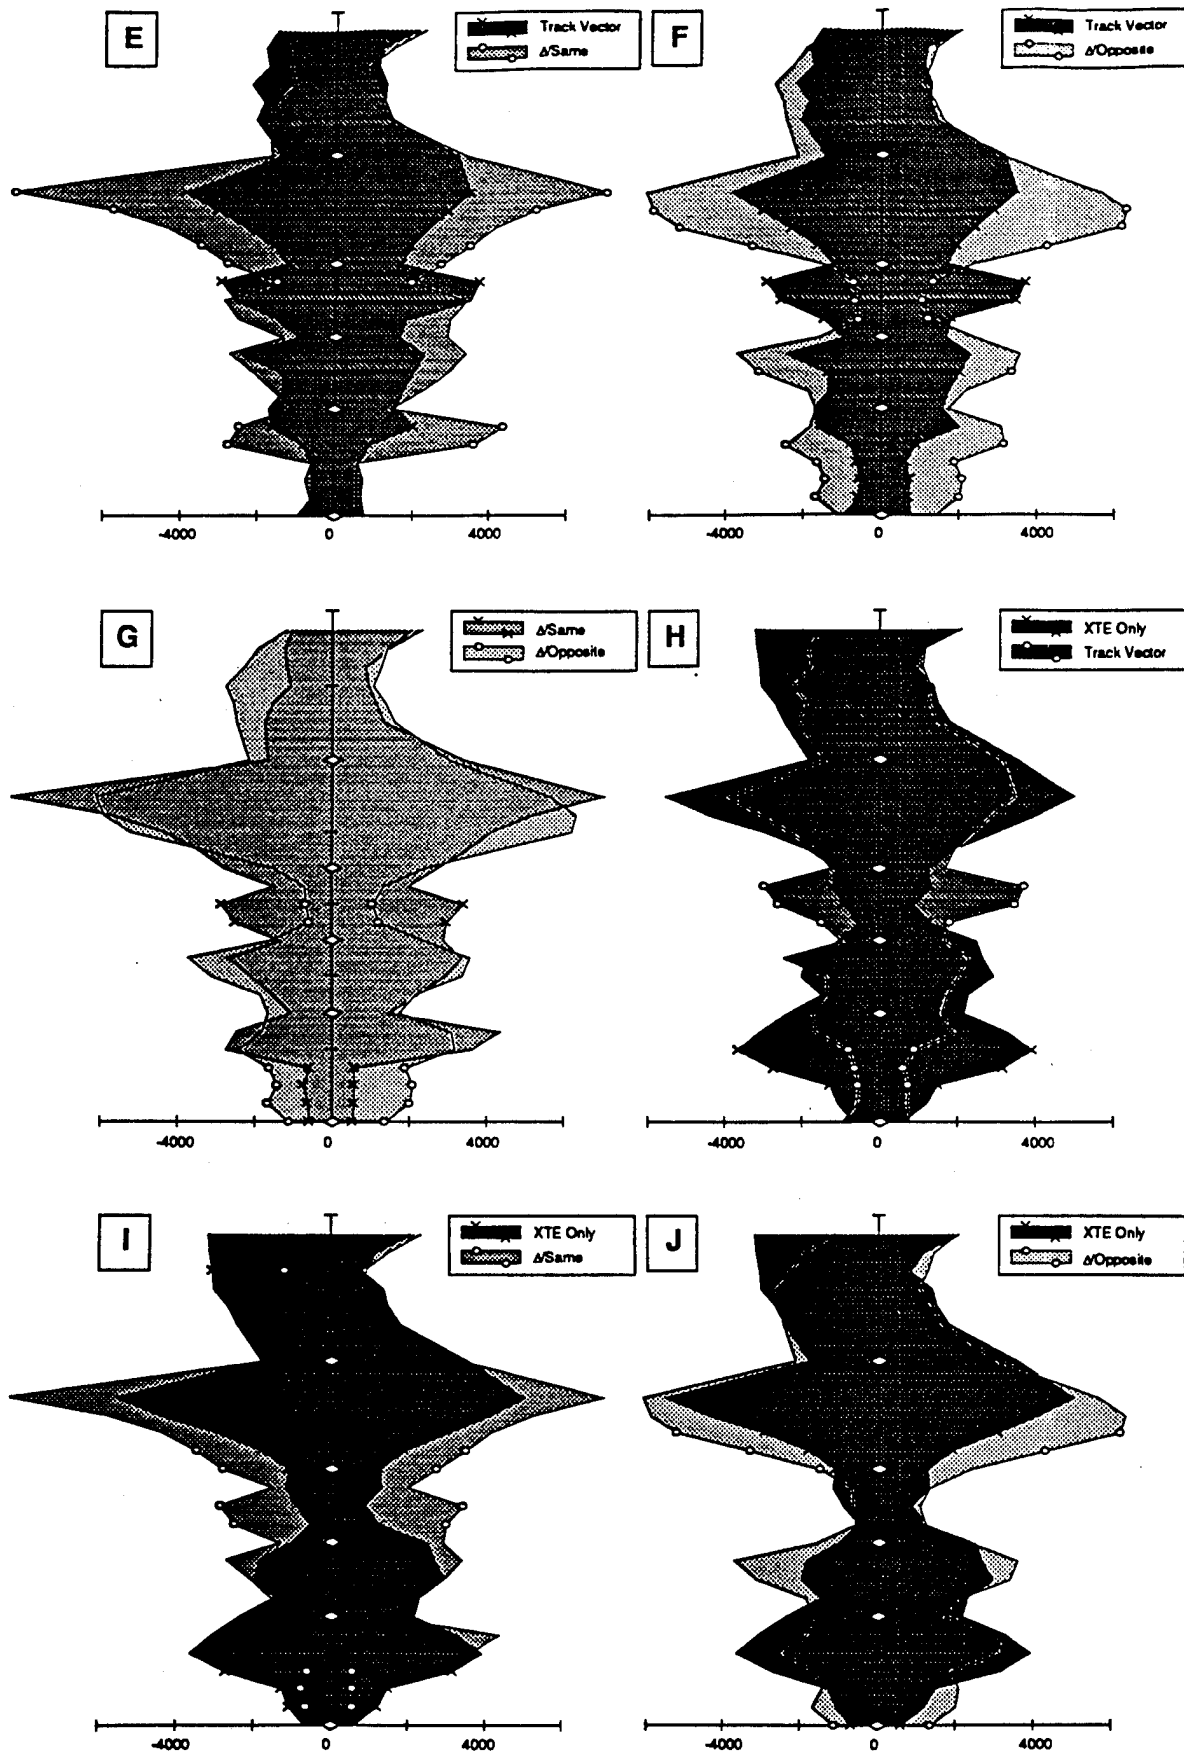 E
Track Vector
Δ/Same
-4000 0 4000
F
Track Vector
Δ/Opposite
-4000 0 4000
G
Δ/Same
Δ/Opposite
-4000 0 4000
H
XTE Only
Track Vector
-4000 0 4000
I
XTE Only
Δ/Same
-4000 0 4000
J
XTE Only
Δ/Opposite
-4000 0 4000